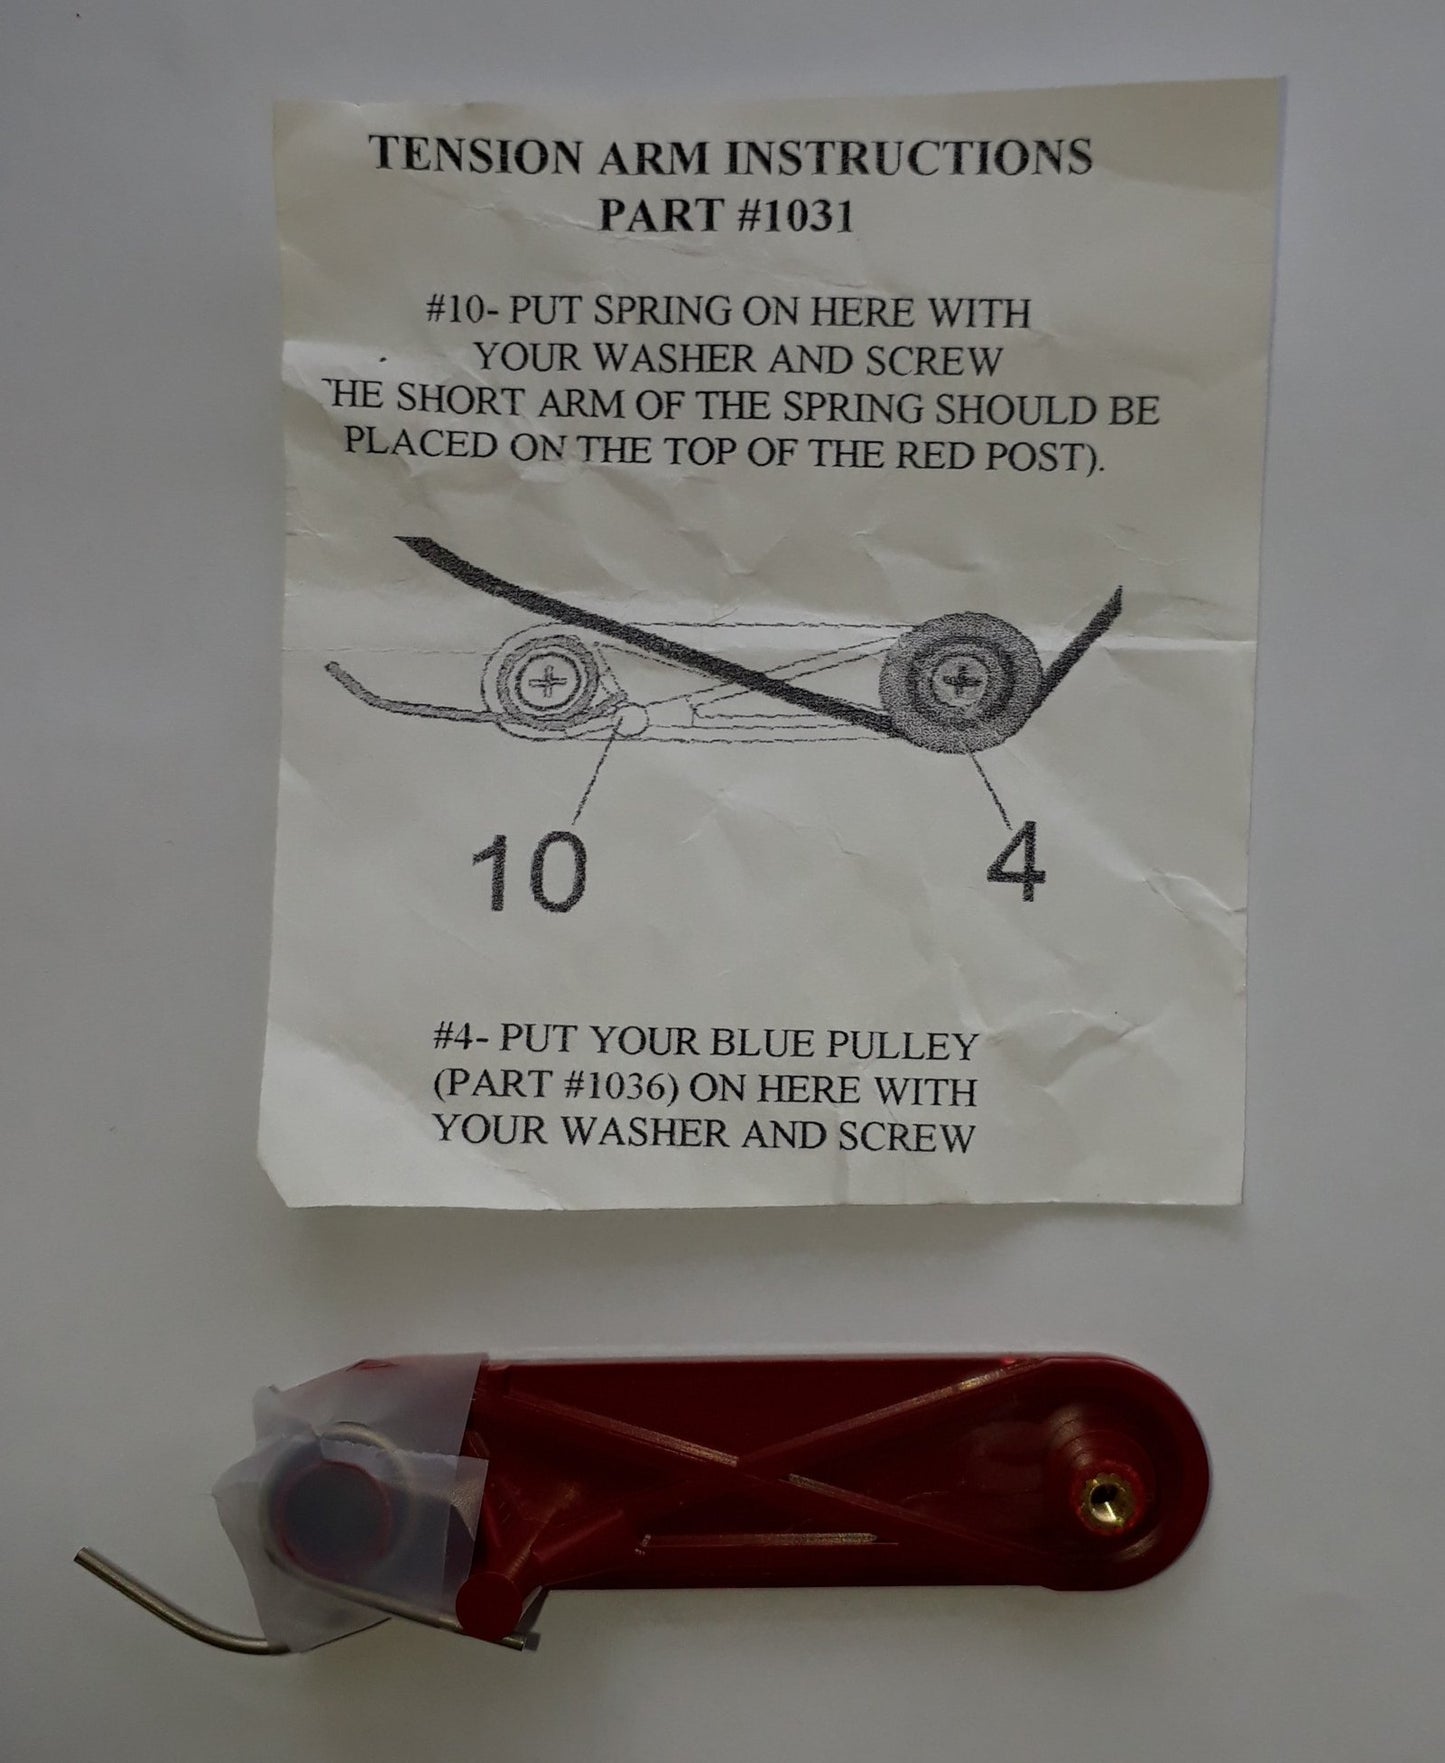 TENSION ARM INSTRUCTIONS
PART #1031
#10- PUT SPRING ON HERE WITH
YOUR WASHER AND SCREW
HE SHORT ARM OF THE SPRING SHOULD BE
PLACED ON THE TOP OF THE RED POST).
10
4
#4- PUT YOUR BLUE PULLEY
(PART #1036) ON HERE WITH
YOUR WASHER AND SCREW